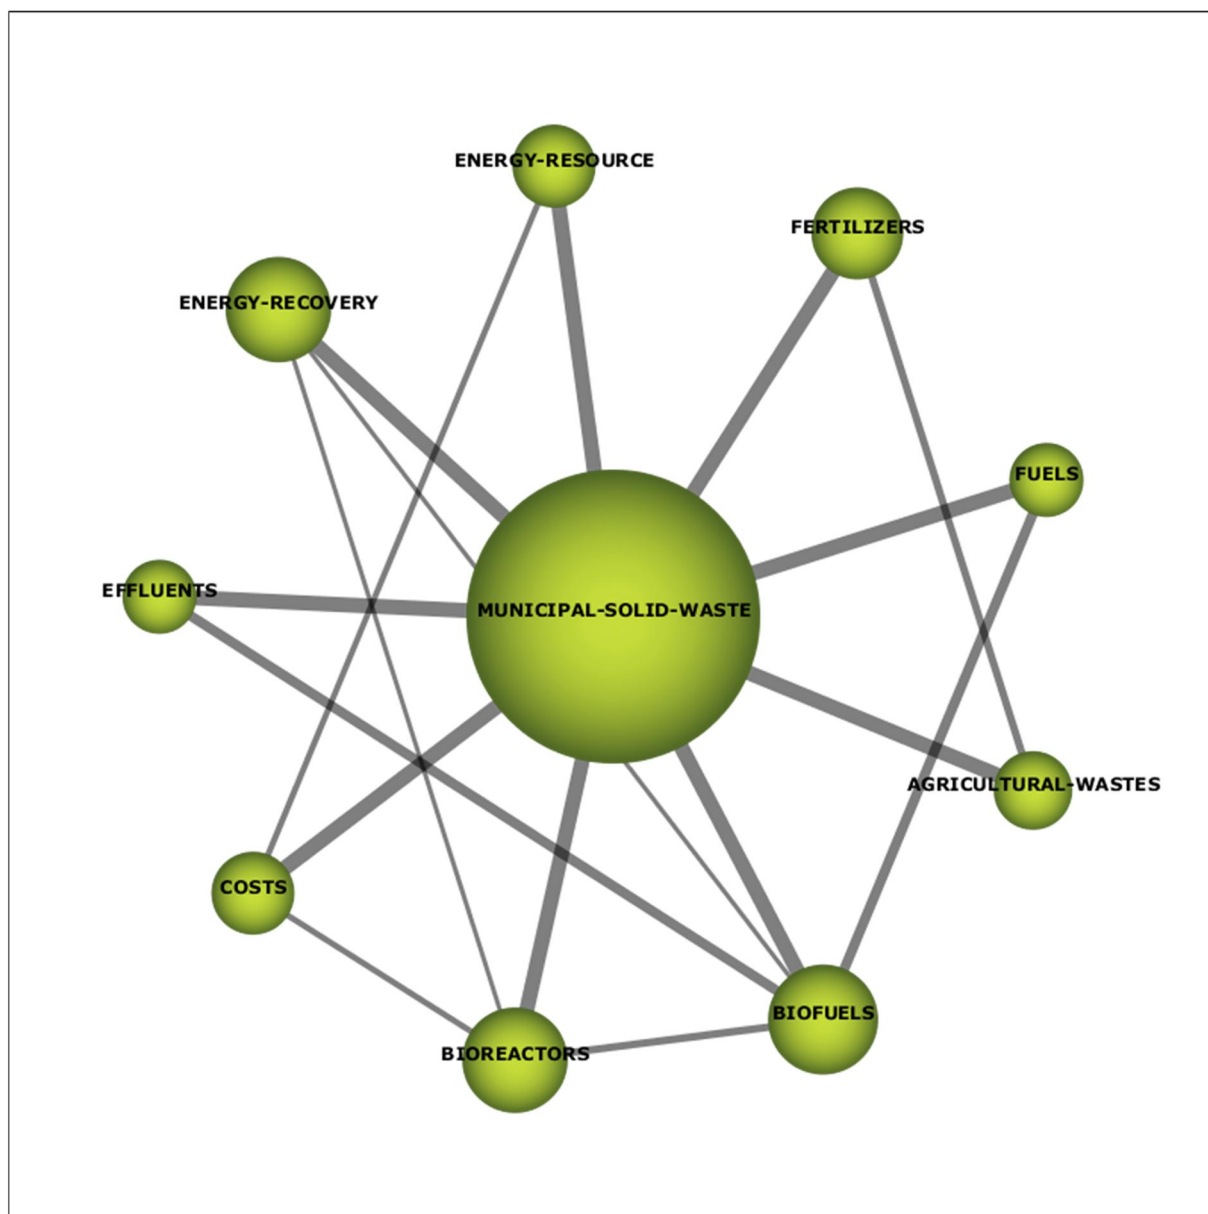 ENERGY-RESOURCE
FERTILIZERS
ENERGY-RECOVERY
FUELS
EFFLUENTS
MUNICIPAL-SOLID-WASTE
AGRICULTURAL-WASTES
COSTS
BIOFUELS
BIOREACTORS